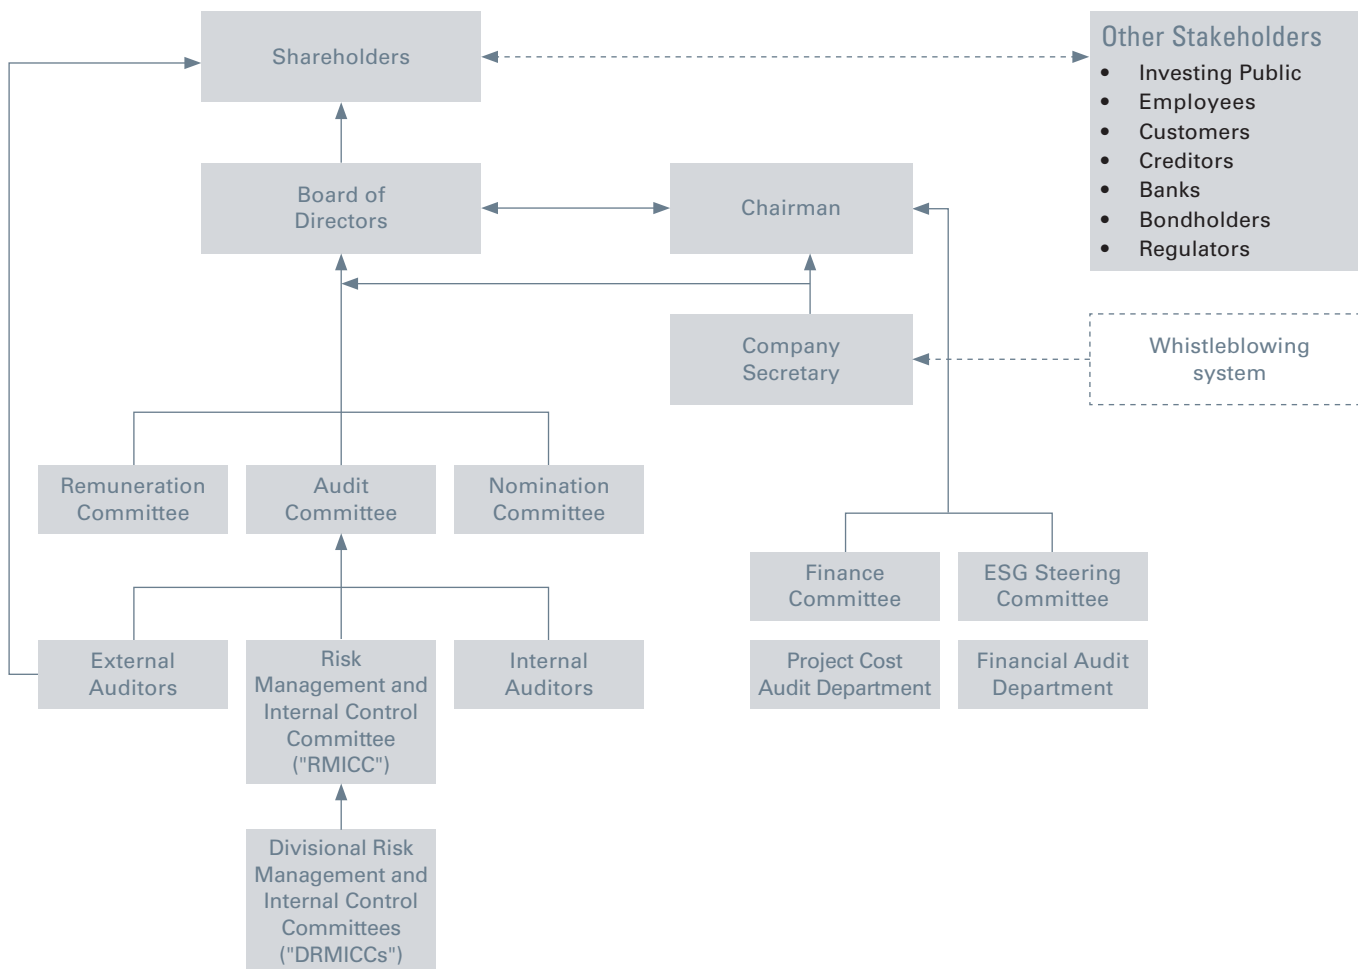 Shareholders
Other Stakeholders
• Investing Public
• Employees
• Customers
• Creditors
• Banks
• Bondholders
• Regulators
Board of
Directors
Chairman
Company
Secretary
Whistleblowing
system
Remuneration
Committee
Audit
Committee
Nomination
Committee
Finance
Committee
ESG Steering
Committee
External
Auditors
Risk
Management and
Internal Control
Committee
("RMICC")
Internal
Auditors
Project Cost
Audit Department
Financial Audit
Department
Divisional Risk
Management and
Internal Control
Committees
("DRMICCs")